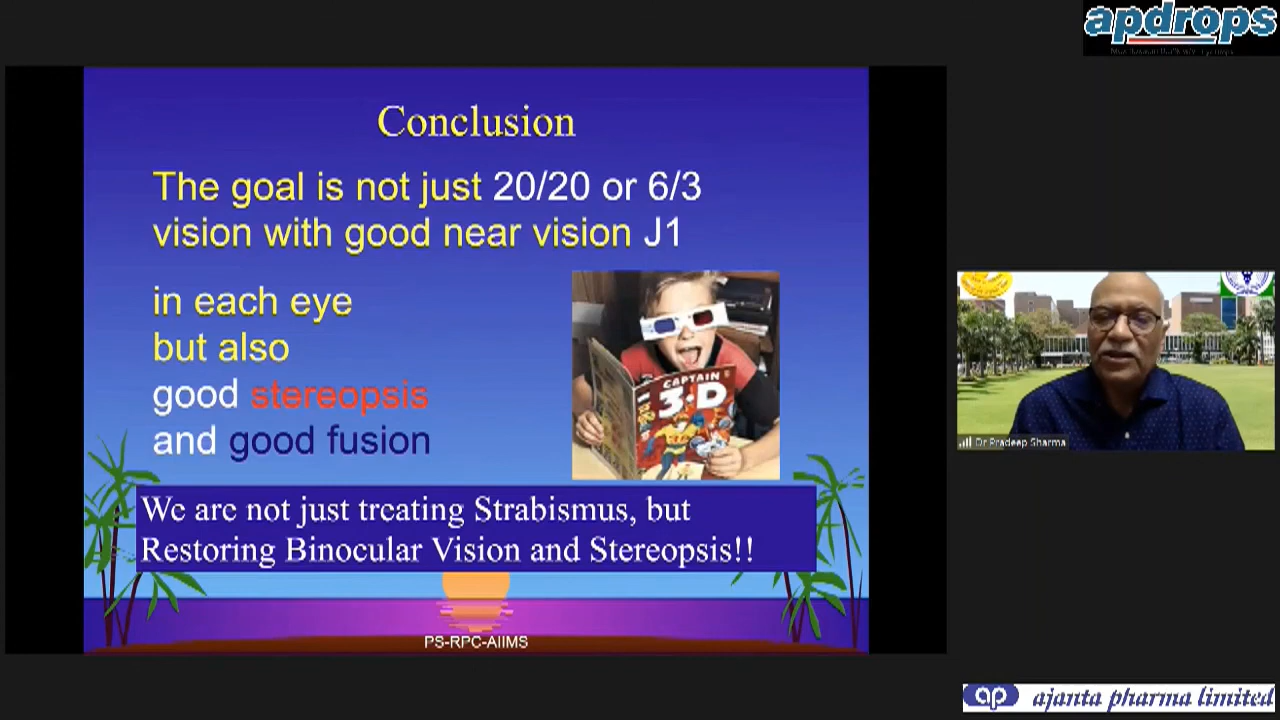 apdrops
Conclusion
The goal is not just 20/20 or 6/3
vision with good near vision J1
in each eye
but also
good stereopsis
and good fusion
CAPTAIN
3-D
We are not just treating Strabismus, but
Restoring Binocular Vision and Stereopsis!!
PS-RPC-AIIMS
Dr Pradeep Sharma
ap ajanta pharma limited